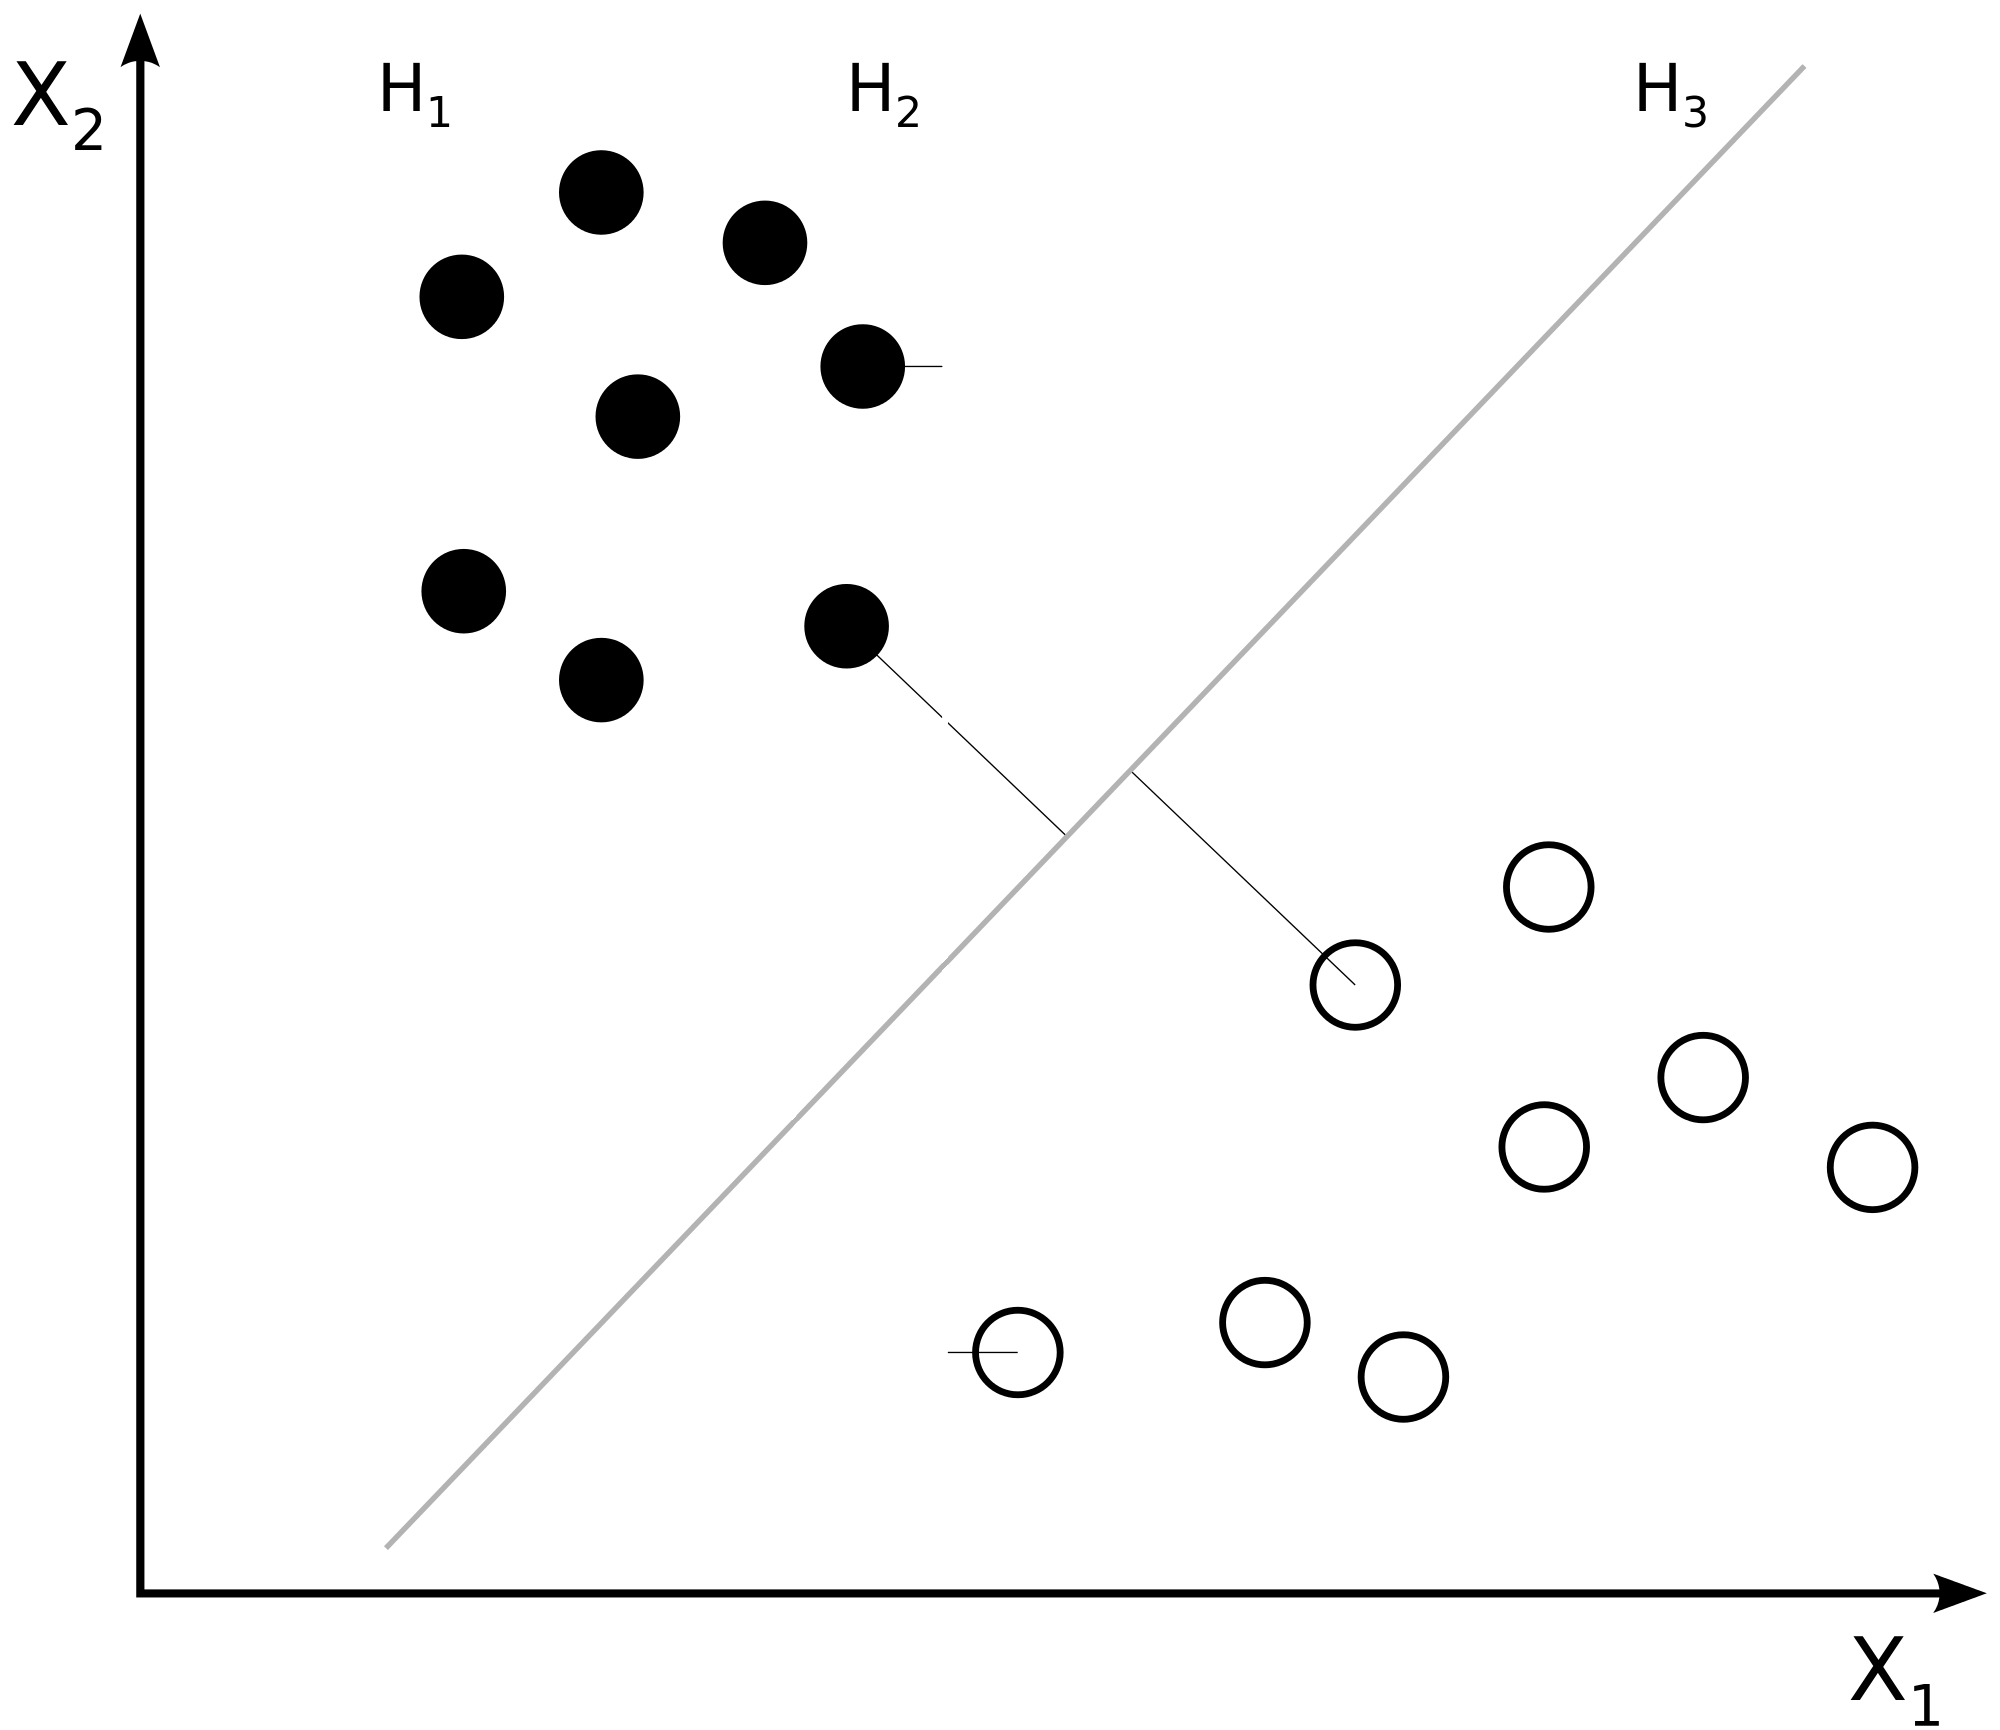 X₂
H₁
H₂
H₃
X₁